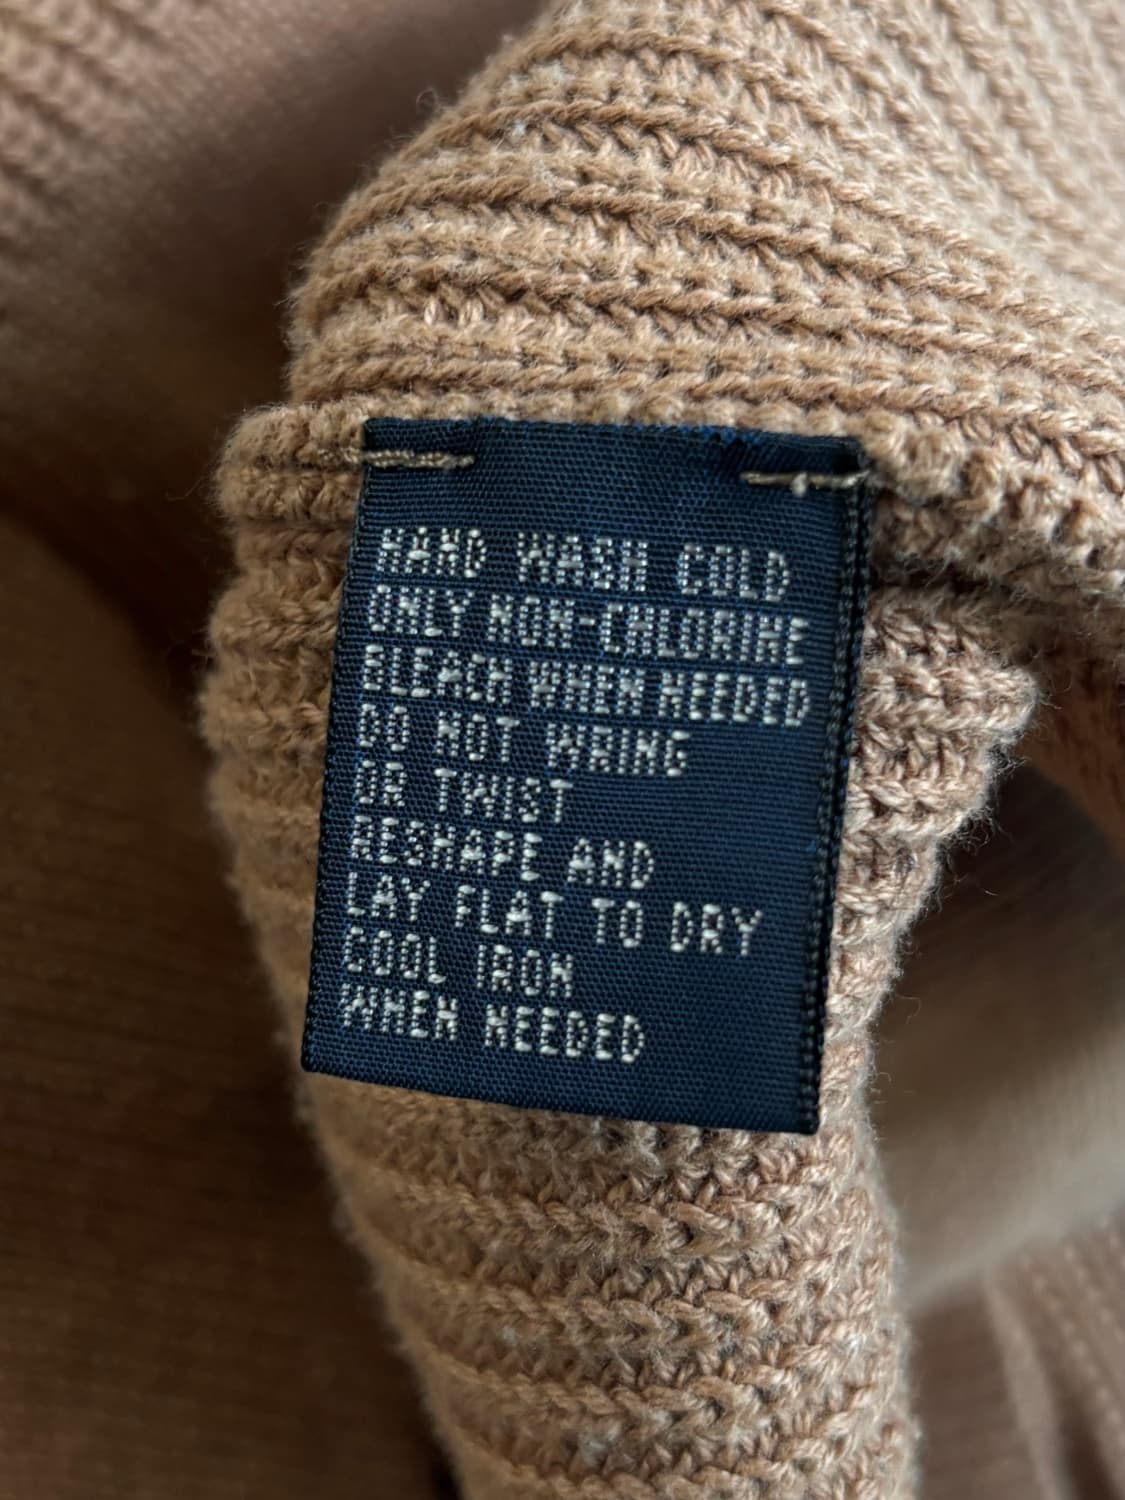 HAND WASH COLD
ONLY NON-CHLORINE
BLEACH WHEN NEEDED
DO NOT WRING
OR TWIST
RESHAPE AND
LAY FLAT TO DRY
COOL IRON
WHEN NEEDED